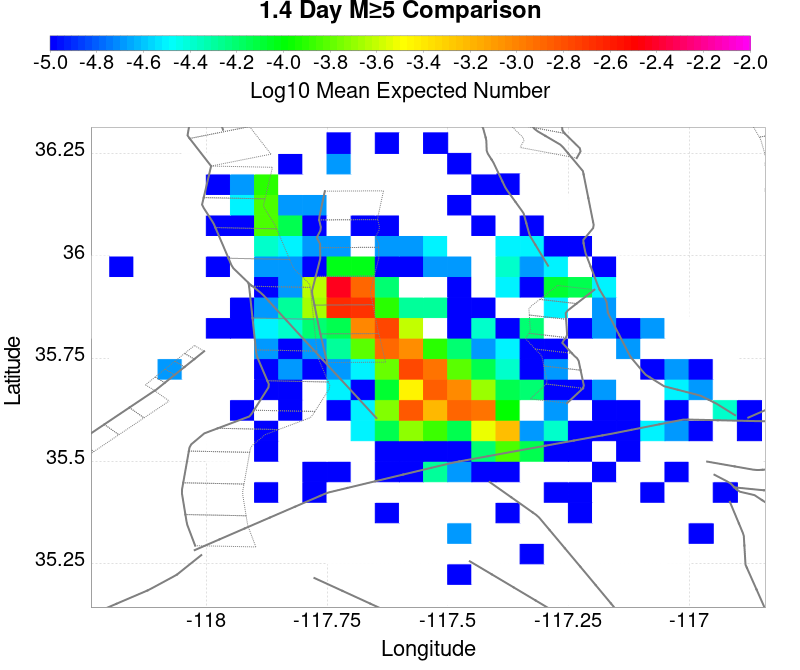 1.4 Day M≥5 Comparison
-5.0 -4.8 -4.6 -4.4 -4.2 -4.0 -3.8 -3.6 -3.4 -3.2 -3.0 -2.8 -2.6 -2.4 -2.2 -2.0
Log10 Mean Expected Number
36.25
36
35.75
35.5
35.25
Latitude
-118 -117.75 -117.5 -117.25 -117
Longitude